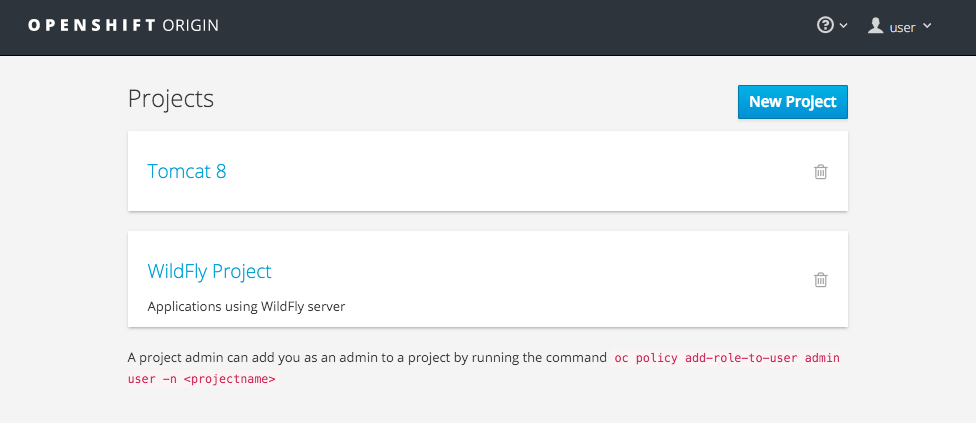 OPENSHIFT ORIGIN
user
Projects
New Project
Tomcat 8
WildFly Project
Applications using WildFly server
A project admin can add you as an admin to a project by running the command oc policy add-role-to-user admin
user -n <projectname>